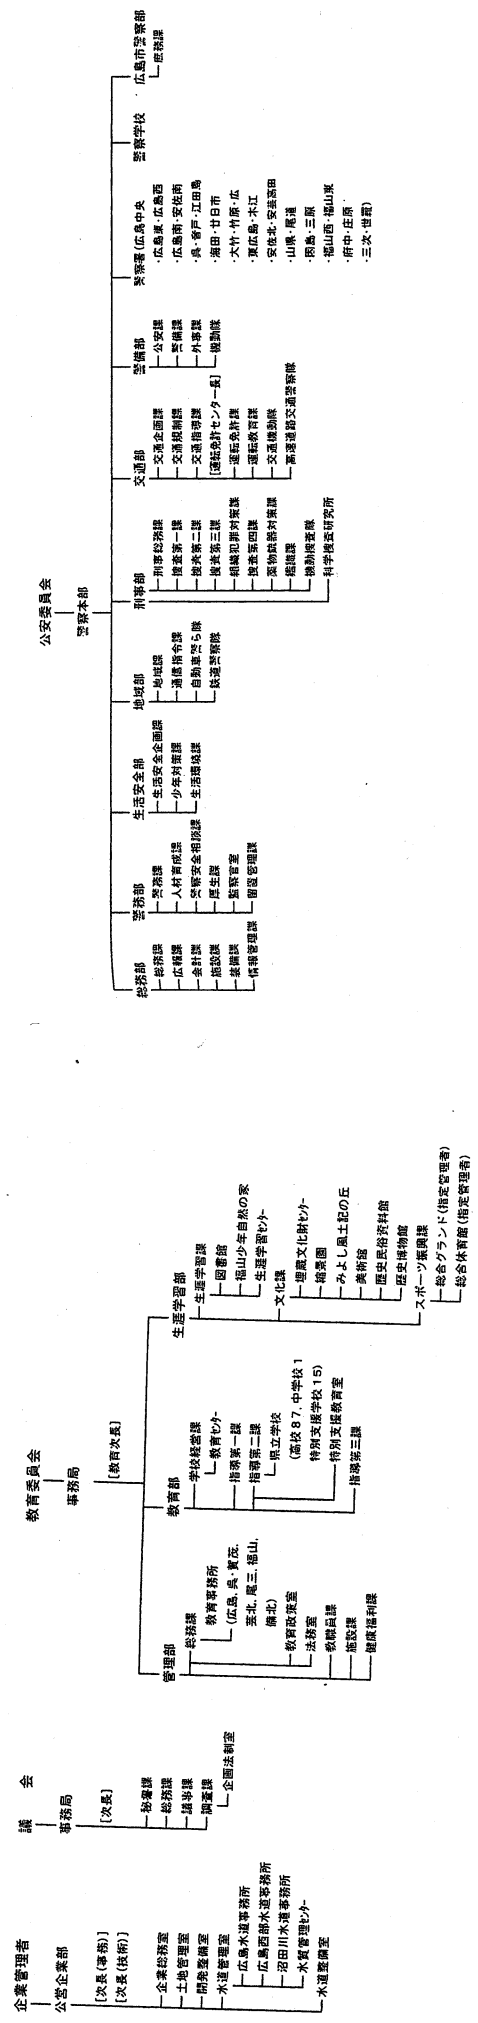 企業管理者
公営企業部
[次長(事務)]
[次長(技術)]
企業総務室
土地管理室
開発整備室
水道管理室
広島水道事務所
広島西部水道事務所
沼田川水道事務所
水質管理センター
水道整備室
議　会
事務局
[次長]
秘書課
総務課
議事課
調査課
企画法制室
教育委員会
事務局
[教育次長]
管理部
総務課
教育事務所
(広島,呉・賀茂,
芸北,尾三,福山,
備北)
教育政策室
法務室
教職員課
施設課
健康福利課
教育部
学校経営課
教育センター
指導第一課
指導第二課
県立学校
(高校87,中学校1
特別支援学校15)
特別支援教育室
指導第三課
生涯学習部
生涯学習課
図書館
福山少年自然の家
生涯学習センター
文化課
埋蔵文化財センター
縮景園
みよし風土記の丘
美術館
歴史民俗資料館
歴史博物館
スポーツ振興課
総合グランド(指定管理者)
総合体育館(指定管理者)
公安委員会
警察本部
総務部
総務課
広報課
会計課
施設課
装備課
情報管理課
警務部
警務課
人材育成課
警察安全相談課
厚生課
監察官室
留置管理課
生活安全部
生活安全企画課
少年対策課
生活環境課
地域部
地域課
通信指令課
自動車警ら隊
鉄道警察隊
刑事部
刑事総務課
捜査第一課
捜査第二課
捜査第三課
組織犯罪対策課
捜査第四課
薬物銃器対策課
鑑識課
機動捜査隊
科学捜査研究所
交通部
交通企画課
交通規制課
交通指導課
[運転免許センター長]
運転免許課
運転教育課
交通機動隊
高速道路交通警察隊
警備部
公安課
警備課
外事課
機動隊
警察署(広島中央
・広島東・広島西
・広島南・安佐南
・呉・音戸・江田島
・海田・廿日市
・大竹・竹原・広
・東広島・木江
・安佐北・安芸高田
・山県・尾道
・因島・三原
・福山西・福山東
・府中・庄原
・三次・世羅)
警察学校
広島市警察部
庶務課